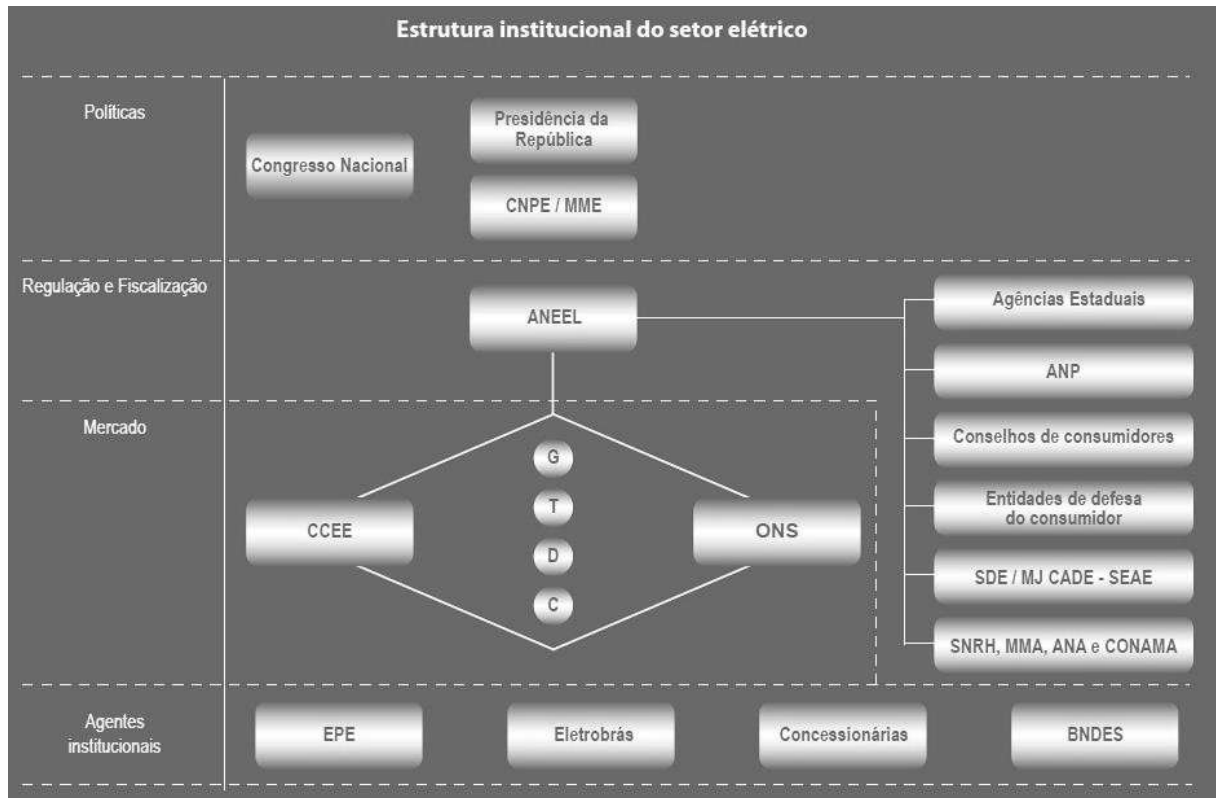 Estrutura institucional do setor elétrico
Políticas
Congresso Nacional
Presidência da
República
CNPE / MME
Regulação e Fiscalização
ANEEL
Agências Estaduais
ANP
Conselhos de consumidores
Entidades de defesa
do consumidor
SDE / MJ CADE - SEAE
SNRH, MMA, ANA e CONAMA
Mercado
CCEE
G
T
D
C
ONS
Agentes
institucionais
EPE
Eletrobrás
Concessionárias
BNDES